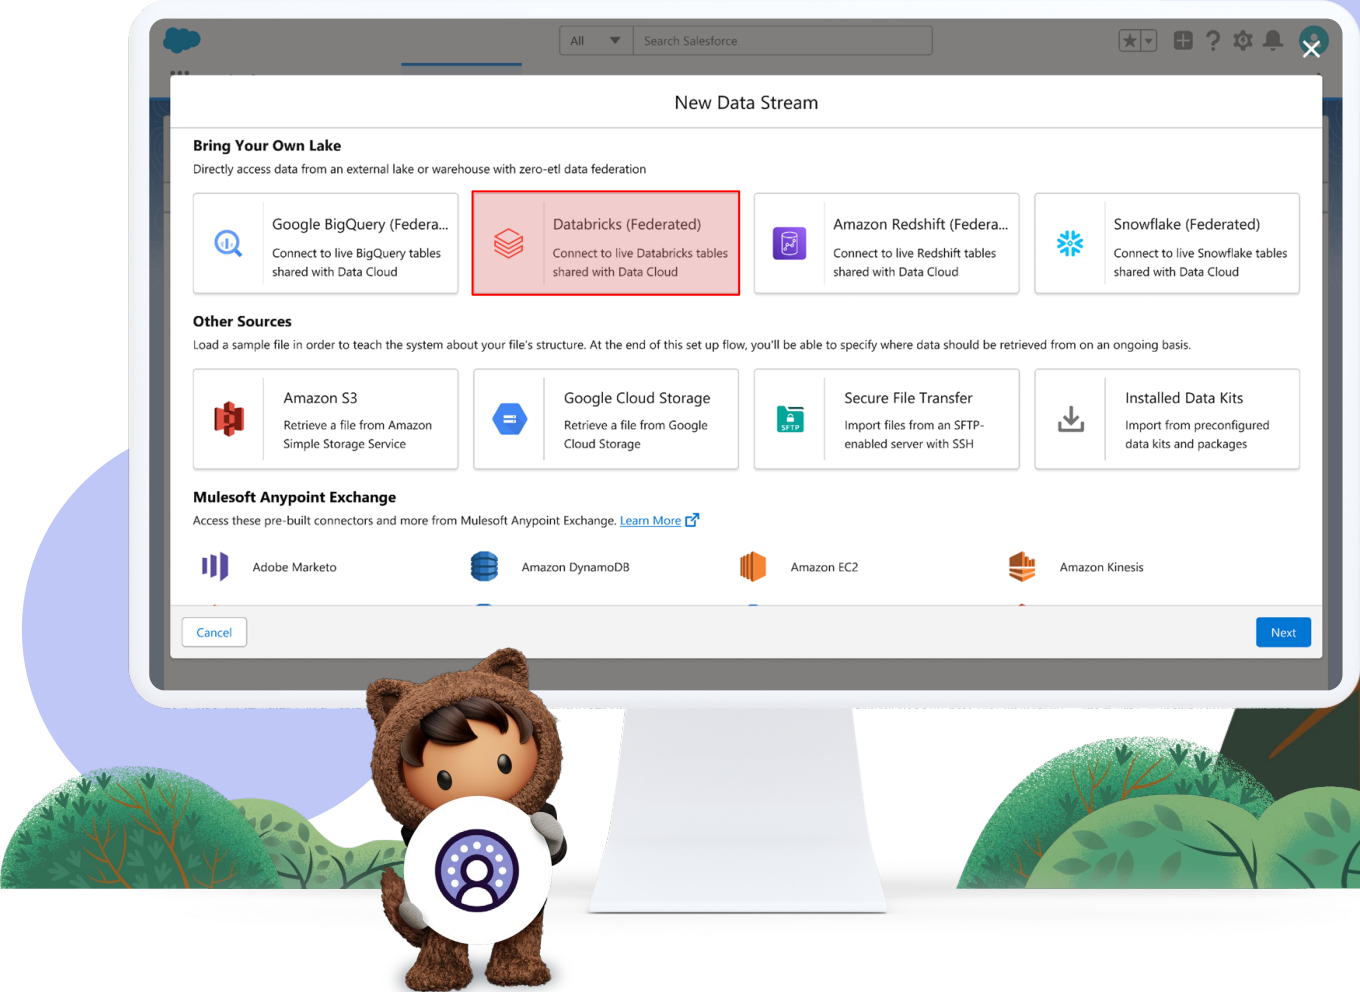 All
Search Salesforce
New Data Stream
Bring Your Own Lake
Directly access data from an external lake or warehouse with zero-etl data federation
Google BigQuery (Federa...
Connect to live BigQuery tables
shared with Data Cloud
Databricks (Federated)
Connect to live Databricks tables
shared with Data Cloud
Amazon Redshift (Federa...
Connect to live Redshift tables
shared with Data Cloud
Snowflake (Federated)
Connect to live Snowflake tables
shared with Data Cloud
Other Sources
Load a sample file in order to teach the system about your file's structure. At the end of this set up flow, you'll be able to specify where data should be retrieved from on an ongoing basis.
Amazon S3
Retrieve a file from Amazon
Simple Storage Service
Google Cloud Storage
Retrieve a file from Google
Cloud Storage
SFTP
Secure File Transfer
Import files from an SFTP-
enabled server with SSH
Installed Data Kits
Import from preconfigured
data kits and packages
Mulesoft Anypoint Exchange
Access these pre-built connectors and more from Mulesoft Anypoint Exchange. Learn More
Adobe Marketo
Amazon DynamoDB
Amazon EC2
Amazon Kinesis
Cancel
Next